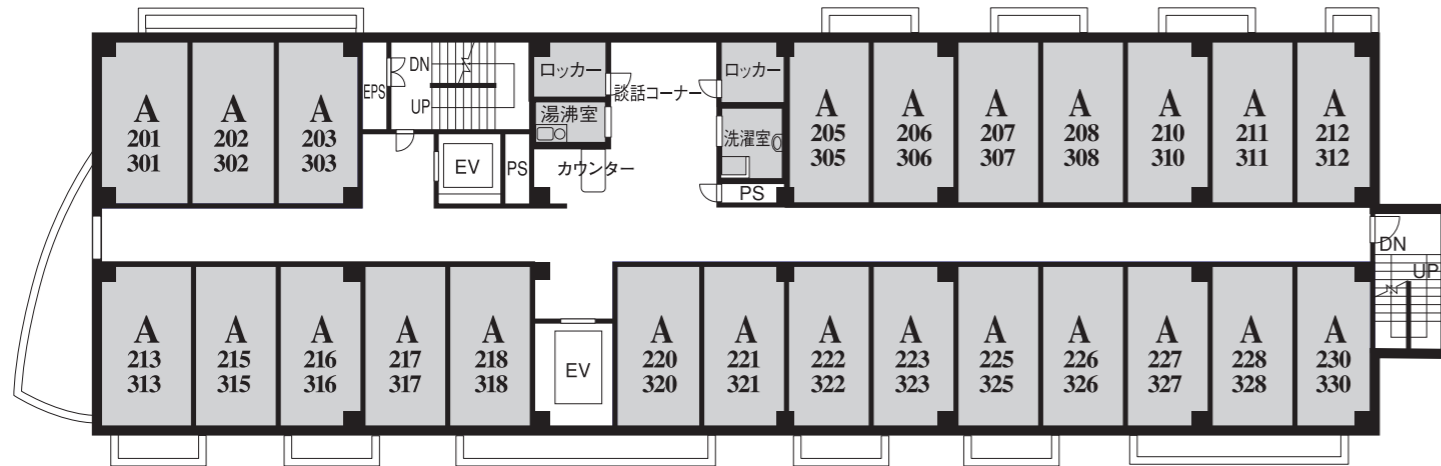 A
201
301
A
202
302
A
203
303
EPS
DN
UP
EV
PS
ロッカー
湯沸室
カウンター
談話コーナー
ロッカー
洗濯室
PS
A
205
305
A
206
306
A
207
307
A
208
308
A
210
310
A
211
311
A
212
312
DN
UP
A
213
313
A
215
315
A
216
316
A
217
317
A
218
318
EV
A
220
320
A
221
321
A
222
322
A
223
323
A
225
325
A
226
326
A
227
327
A
228
328
A
230
330